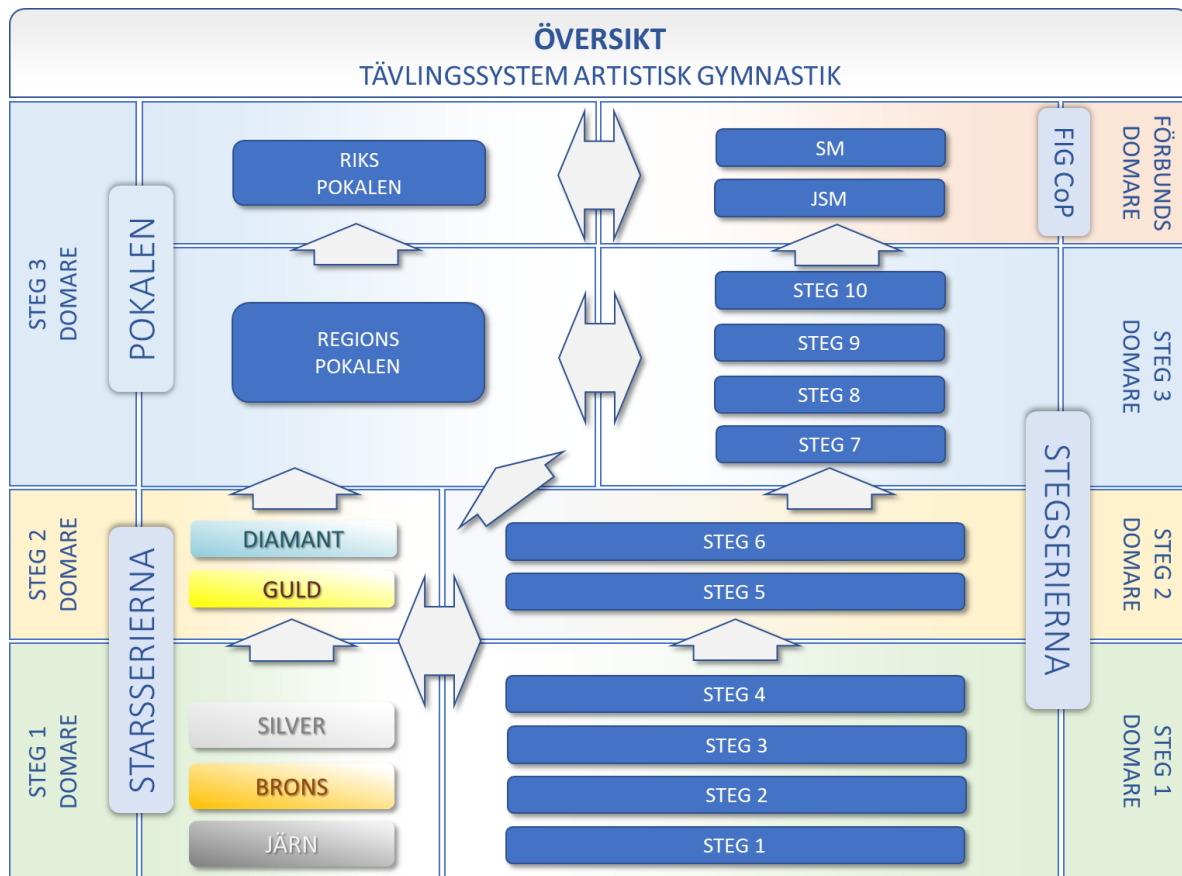 ÖVERSIKT
TÄVLINGSSYSTEM ARTISTISK GYMNASTIK
STEG 3
DOMARE
POKALEN
RIKS
POKALEN
REGIONS
POKALEN
SM
JSM
FIG CoP
FÖRBUNDS
DOMARE
STEG 10
STEG 9
STEG 8
STEG 7
STEG 3
DOMARE
STEGSERIERNA
STEG 2
DOMARE
STARSSERIERNA
DIAMANT
GULD
STEG 6
STEG 5
STEG 2
DOMARE
STEG 1
DOMARE
SILVER
BRONS
JÄRN
STEG 4
STEG 3
STEG 2
STEG 1
STEG 1
DOMARE